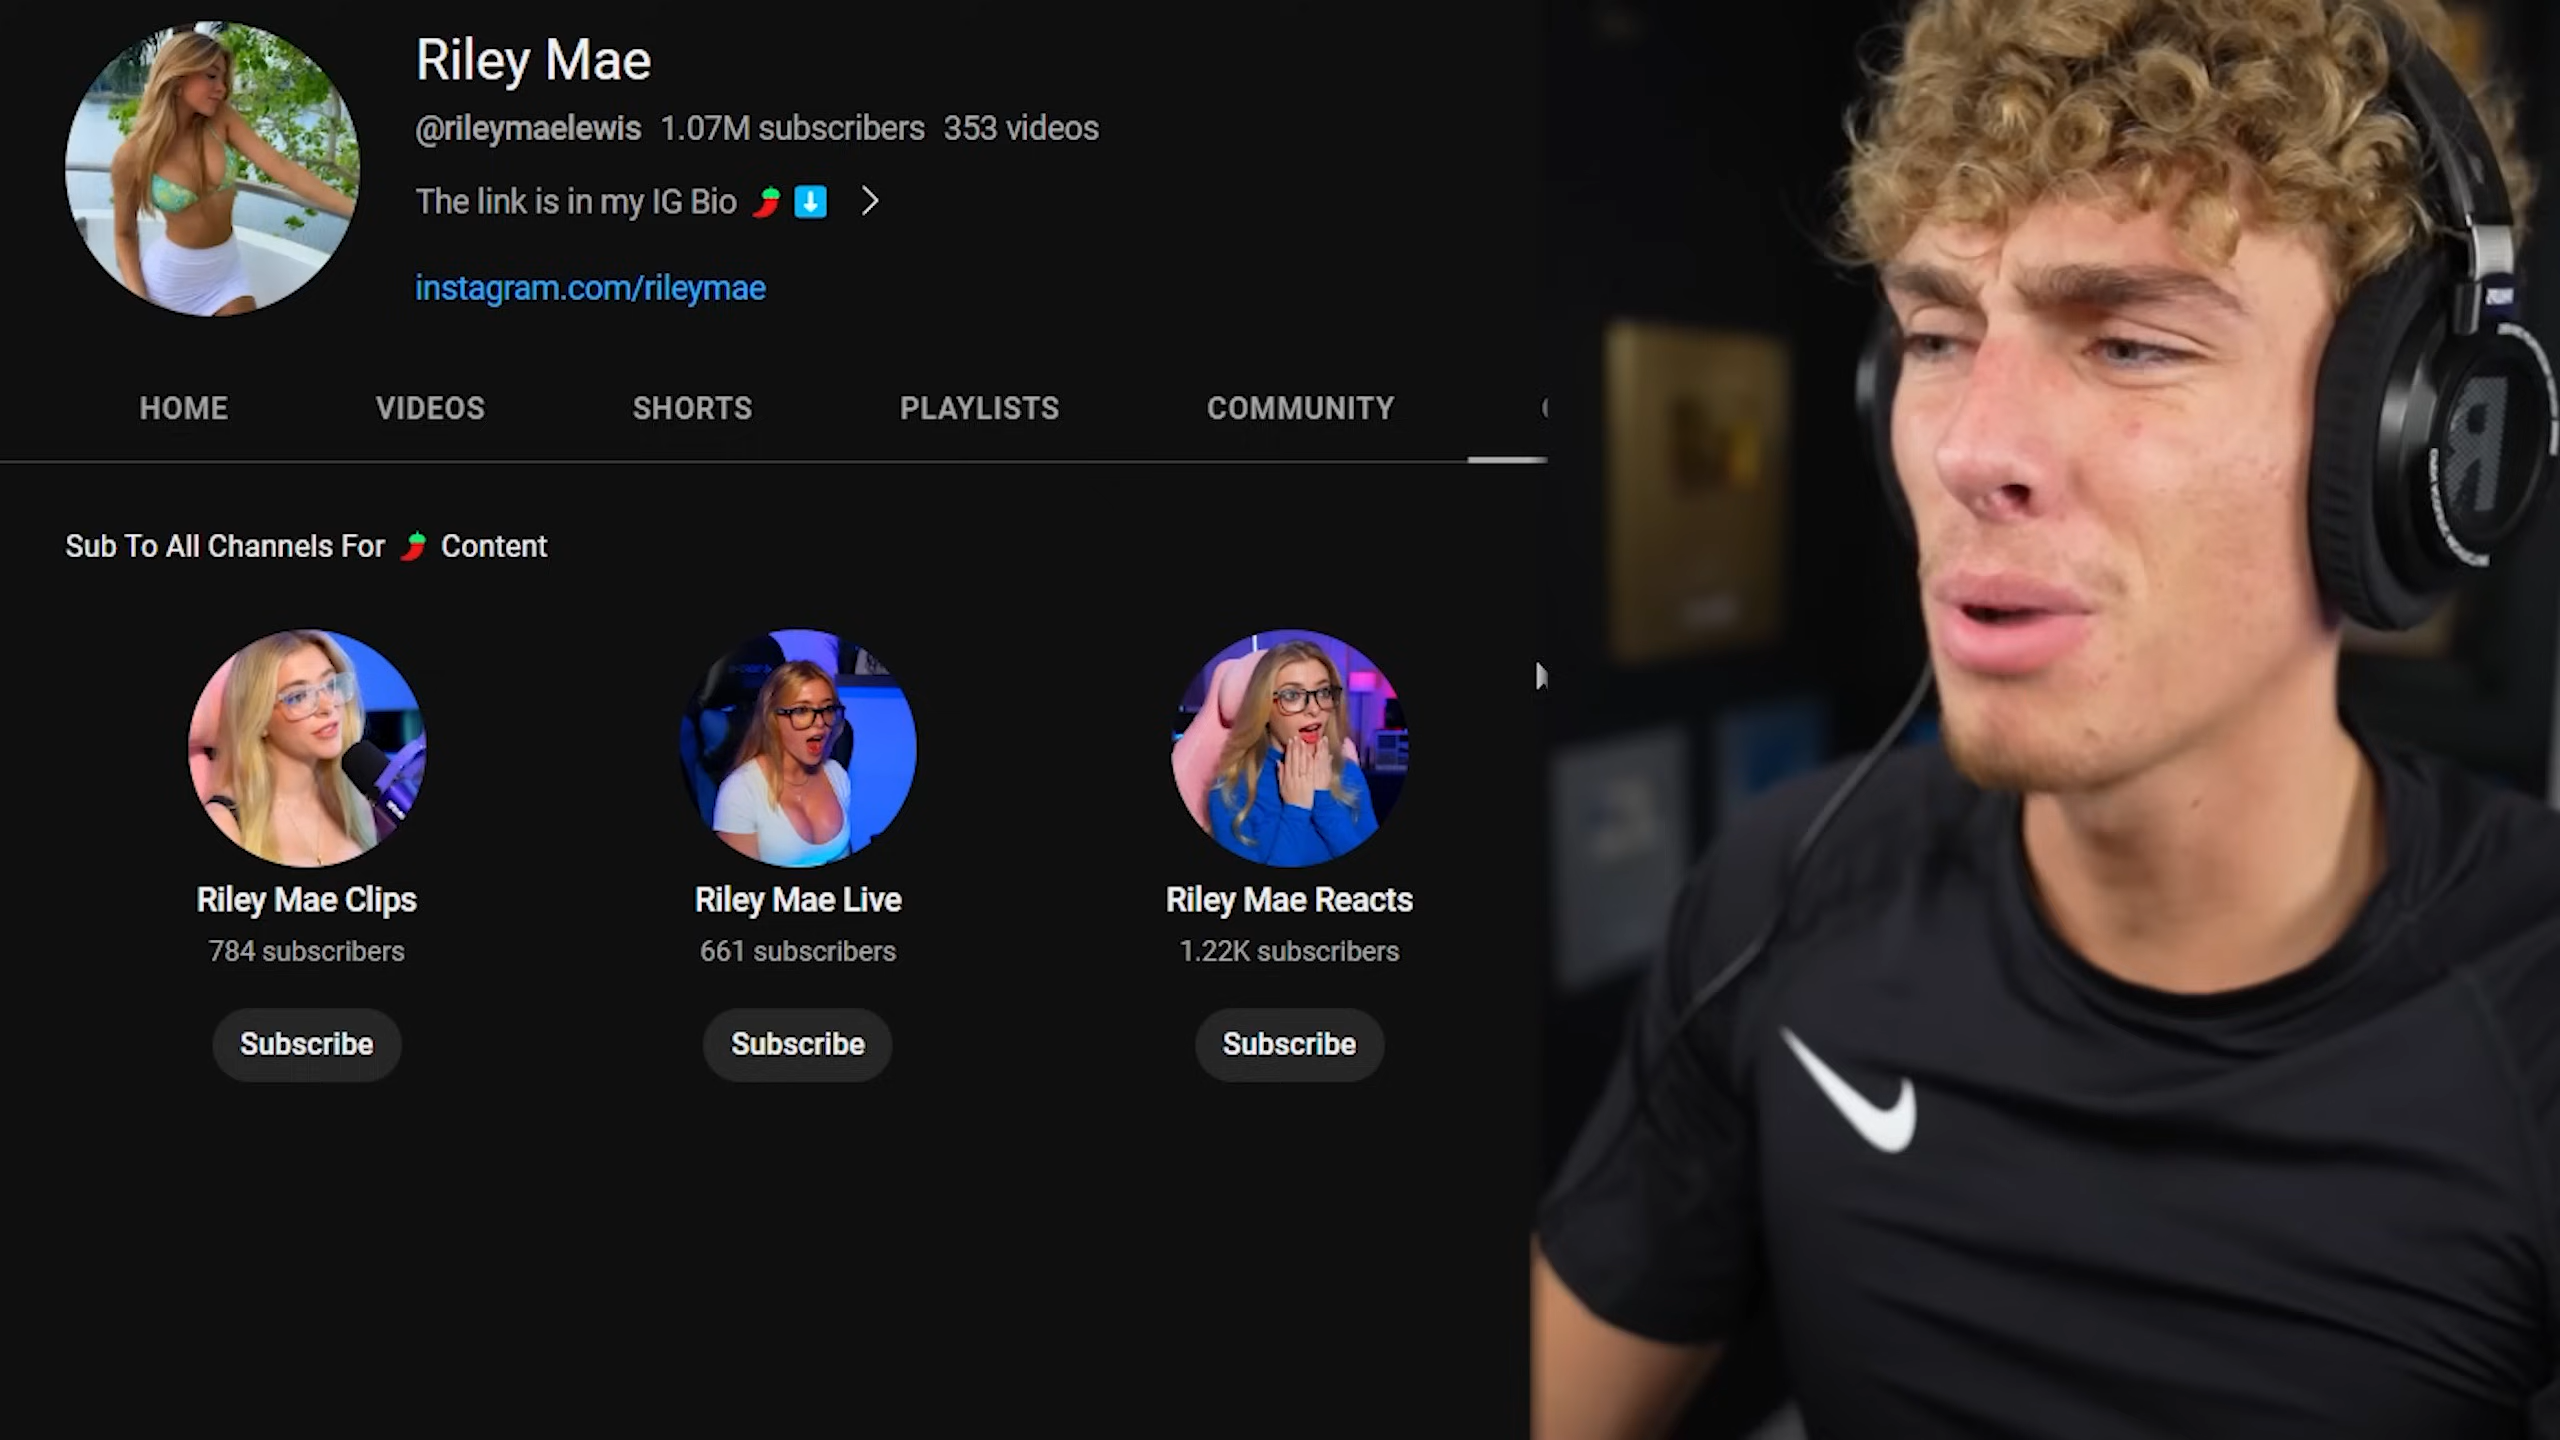 Riley Mae
@rileymaelewis 1.07M subscribers 353 videos
The link is in my IG Bio 🌶️ ⬇️ >
instagram.com/rileymae
HOME VIDEOS SHORTS PLAYLISTS COMMUNITY
Sub To All Channels For 🌶️ Content
Riley Mae Clips Riley Mae Live Riley Mae Reacts
784 subscribers 661 subscribers 1.22K subscribers
Subscribe Subscribe Subscribe